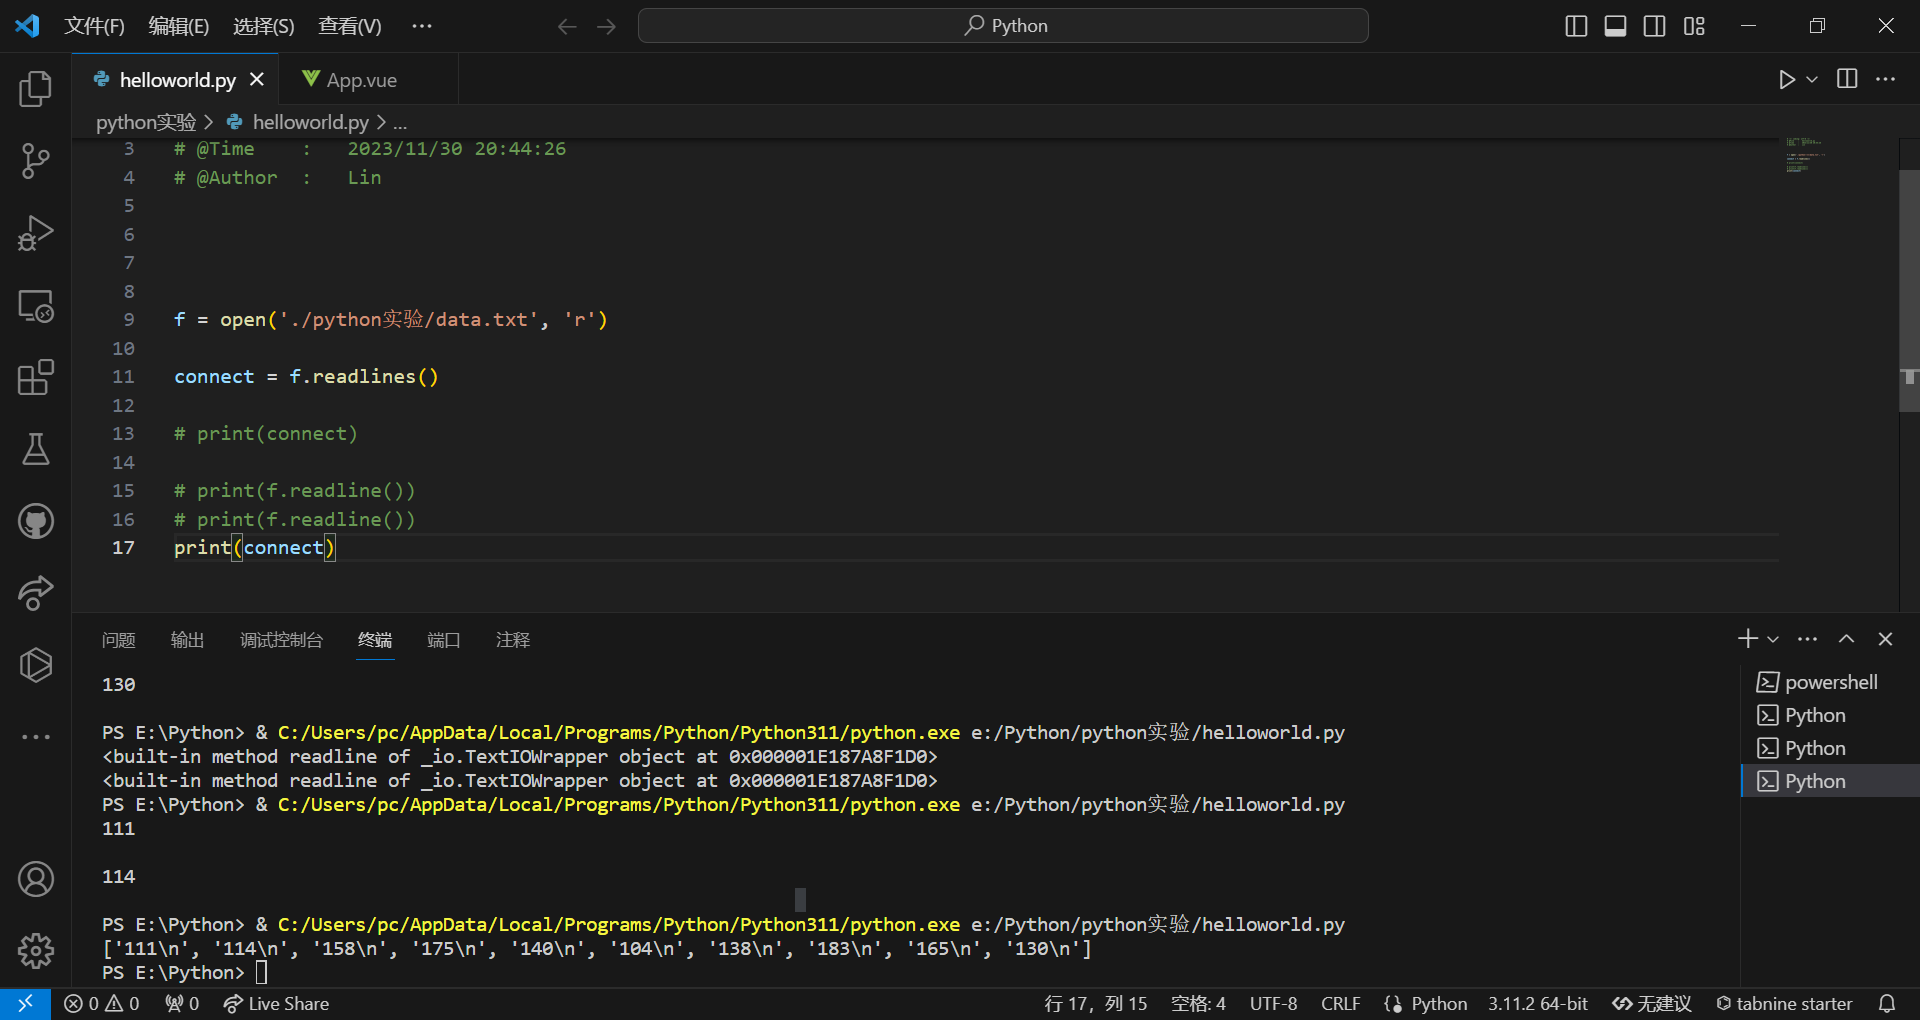 文件(F) 编辑(E) 选择(S) 查看(V) ··· Python
helloworld.py App.vue
python实验 > helloworld.py > ...
3 # @Time    :   2023/11/30 20:44:26
4 # @Author  :   Lin
5
6
7
8
9 f = open('./python实验/data.txt', 'r')
10
11 connect = f.readlines()
12
13 # print(connect)
14
15 # print(f.readline())
16 # print(f.readline())
17 print(connect)
问题 输出 调试控制台 终端 端口 注释
130
PS E:\Python> & C:/Users/pc/AppData/Local/Programs/Python/Python311/python.exe e:/Python/python实验/helloworld.py
<built-in method readline of _io.TextIOWrapper object at 0x000001E187A8F1D0>
<built-in method readline of _io.TextIOWrapper object at 0x000001E187A8F1D0>
PS E:\Python> & C:/Users/pc/AppData/Local/Programs/Python/Python311/python.exe e:/Python/python实验/helloworld.py
111
114
PS E:\Python> & C:/Users/pc/AppData/Local/Programs/Python/Python311/python.exe e:/Python/python实验/helloworld.py
['111\n', '114\n', '158\n', '175\n', '140\n', '104\n', '138\n', '183\n', '165\n', '130\n']
PS E:\Python>
powershell
Python
Python
Python
0 0 0 Live Share 行 17，列 15 空格: 4 UTF-8 CRLF Python 3.11.2 64-bit 无建议 tabnine starter